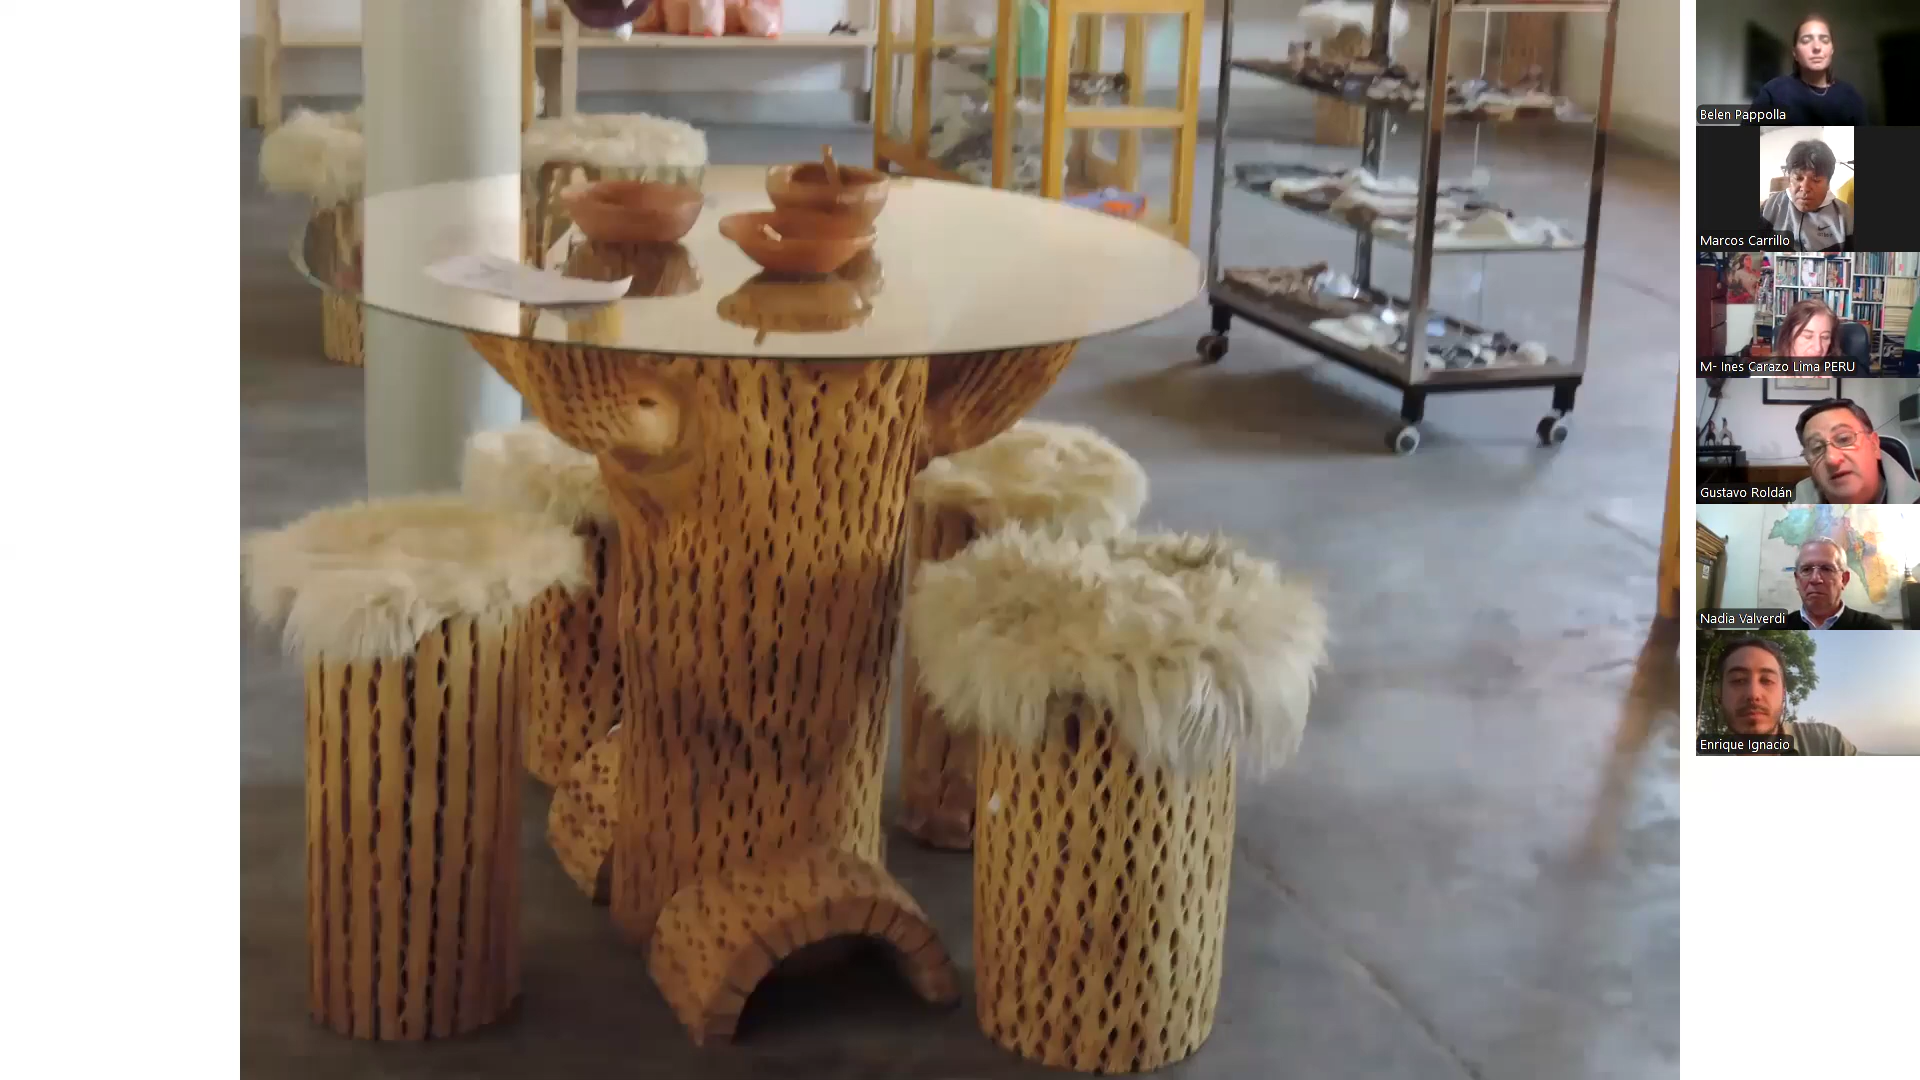 Belen Pappolla
Marcos Carrillo
M- Ines Carazo Lima PERU
Gustavo Roldán
Nadia Valverdi
Enrique Ignacio